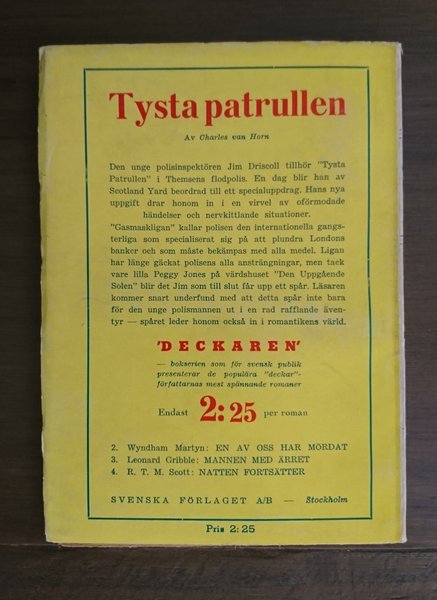 Tysta patrullen
Av Charles van Horn
Den unge polisinspektören Jim Driscoll tillhör "Tysta
Patrullen" i Themsens flodpolis. En dag blir han av
Scotland Yard beordrad till ett specialuppdrag. Hans nya
uppgift drar honom in i en virvel av oförmodade
händelser och nervkittlande situationer.
"Gasmaskligan" kallar polisen den internationella gangs-
terliga som specialiserat sig på att plundra Londons
banker och som måste bekämpas med alla medel. Ligan
har länge gäckat polisens alla ansträngningar, men tack
vare lilla Peggy Jones på värdshuset "Den Uppgående
Solen" blir det Jim som till slut får upp ett spår. Läsaren
kommer snart underfund med att detta spår inte bara
för den unge polismannen ut i en rad rafflande även-
tyr — spåret leder honom också in i romantikens värld.
'DECKAREN'
— bokserien som för svensk publik
presenterar de populära "deckar"-
författarnas mest spännande romaner
Endast 2:25 per roman
2. Wyndham Martyn: EN AV OSS HAR MÖRDAT
3. Leonard Gribble: MANNEN MED ÄRRET
4. R. T. M. Scott: NATTEN FORTSÄTTER
SVENSKA FÖRLAGET A/B — Stockholm
Pris 2:25